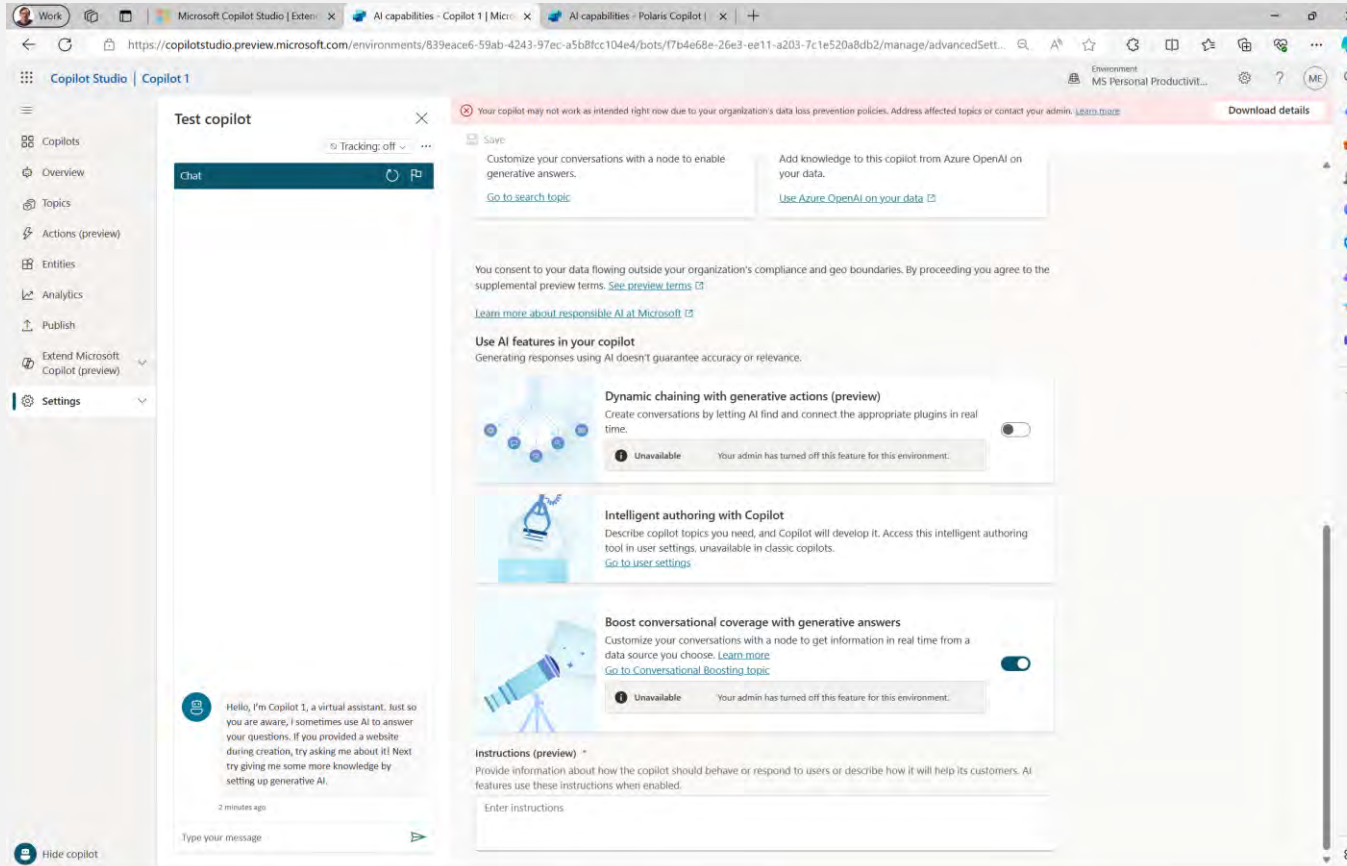 Work
Microsoft Copilot Studio | Exten
AI capabilities - Copilot 1 | Micro
AI capabilities - Polaris Copilot |
https://copilotstudio.preview.microsoft.com/environments/839eace6-59ab-4243-97ec-a5b8fcc104e4/bots/f7b4e68e-26e3-ee11-a203-7c1e520a8db2/manage/advancedSett...
Copilot Studio | Copilot 1
Environment
MS Personal Productivit...
?
ME
Copilots
Overview
Topics
Actions (preview)
Entities
Analytics
Publish
Extend Microsoft
Copilot (preview)
Settings
Hide copilot
Test copilot
Tracking: off
Chat
Hello, I'm Copilot 1, a virtual assistant. Just so
you are aware, I sometimes use AI to answer
your questions. If you provided a website
during creation, try asking me about it! Next
try giving me some more knowledge by
setting up generative AI.
2 minutes ago
Type your message
Your copilot may not work as intended right now due to your organization's data loss prevention policies. Address affected topics or contact your admin. Learn more
Download details
Save
Customize your conversations with a node to enable
generative answers.
Go to search topic
Add knowledge to this copilot from Azure OpenAI on
your data.
Use Azure OpenAI on your data
You consent to your data flowing outside your organization's compliance and geo boundaries. By proceeding you agree to the
supplemental preview terms. See preview terms
Learn more about responsible AI at Microsoft
Use AI features in your copilot
Generating responses using AI doesn't guarantee accuracy or relevance.
Dynamic chaining with generative actions (preview)
Create conversations by letting AI find and connect the appropriate plugins in real
time.
Unavailable Your admin has turned off this feature for this environment.
Intelligent authoring with Copilot
Describe copilot topics you need, and Copilot will develop it. Access this intelligent authoring
tool in user settings, unavailable in classic copilots.
Go to user settings
Boost conversational coverage with generative answers
Customize your conversations with a node to get information in real time from a
data source you choose. Learn more
Go to Conversational Boosting topic
Unavailable Your admin has turned off this feature for this environment.
Instructions (preview) *
Provide information about how the copilot should behave or respond to users or describe how it will help its customers. AI
features use these instructions when enabled.
Enter instructions